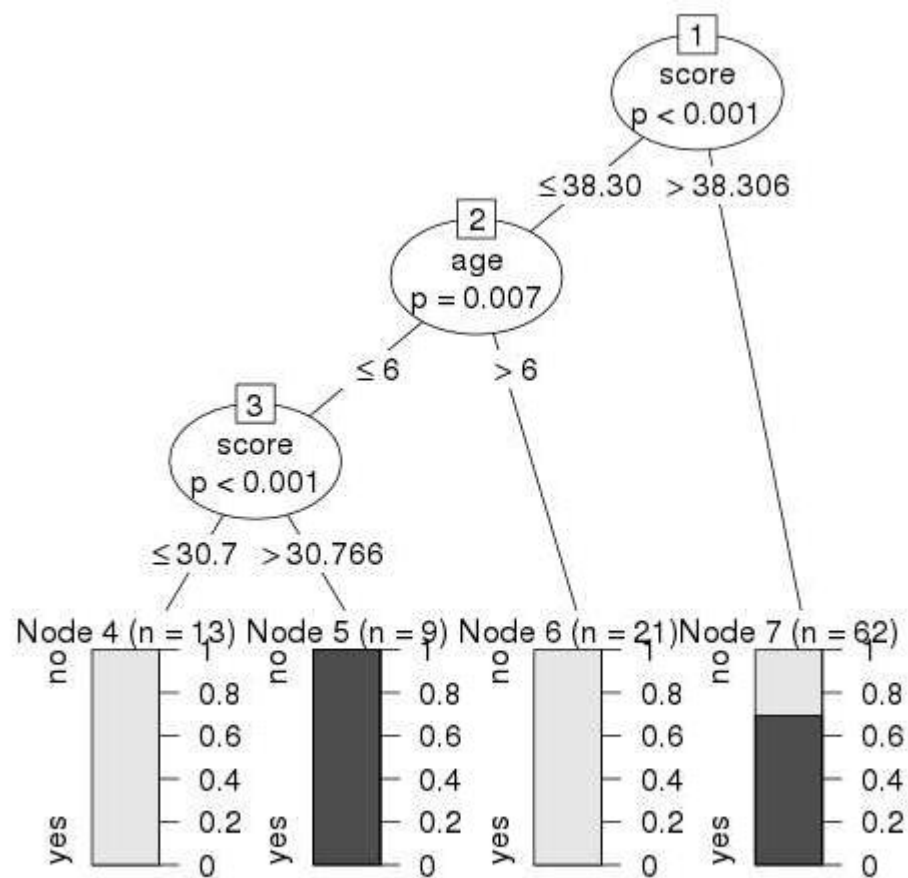 1
score
p < 0.001
≤ 38.30 > 38.306
2
age
p = 0.007
≤ 6 > 6
3
score
p < 0.001
≤ 30.7 > 30.766
Node 4 (n = 13) Node 5 (n = 9) Node 6 (n = 21) Node 7 (n = 62)
no 1 no 1 no 1 no 1
0.8 0.8 0.8 0.8
0.6 0.6 0.6 0.6
0.4 0.4 0.4 0.4
yes 0.2 yes 0.2 yes 0.2 yes 0.2
0 0 0 0